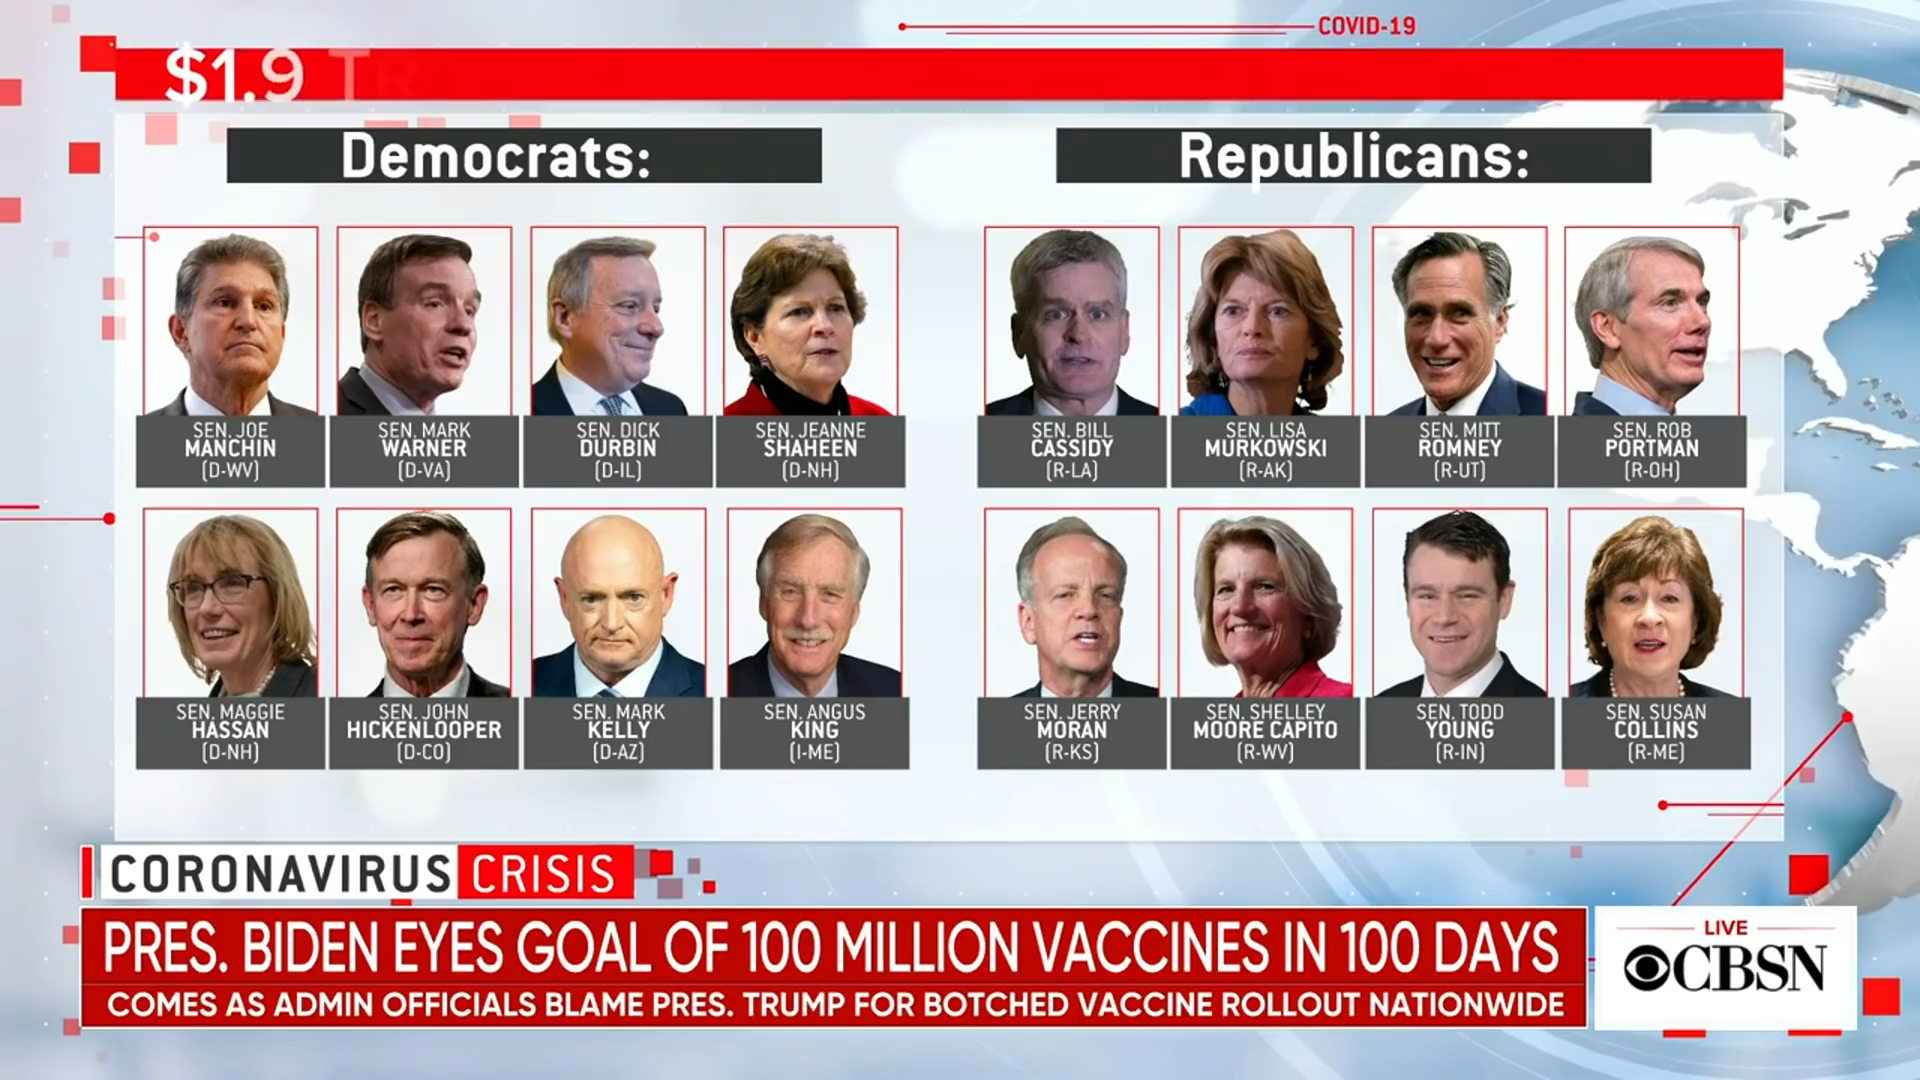 COVID-19
$1.9 TR
Democrats:
Republicans:
SEN. JOE
MANCHIN
(D-WV)
SEN. MARK
WARNER
(D-VA)
SEN. DICK
DURBIN
(D-IL)
SEN. JEANNE
SHAHEEN
(D-NH)
SEN. BILL
CASSIDY
(R-LA)
SEN. LISA
MURKOWSKI
(R-AK)
SEN. MITT
ROMNEY
(R-UT)
SEN. ROB
PORTMAN
(R-OH)
SEN. MAGGIE
HASSAN
(D-NH)
SEN. JOHN
HICKENLOOPER
(D-CO)
SEN. MARK
KELLY
(D-AZ)
SEN. ANGUS
KING
(I-ME)
SEN. JERRY
MORAN
(R-KS)
SEN. SHELLEY
MOORE CAPITO
(R-WV)
SEN. TODD
YOUNG
(R-IN)
SEN. SUSAN
COLLINS
(R-ME)
CORONAVIRUS CRISIS
PRES. BIDEN EYES GOAL OF 100 MILLION VACCINES IN 100 DAYS
COMES AS ADMIN OFFICIALS BLAME PRES. TRUMP FOR BOTCHED VACCINE ROLLOUT NATIONWIDE
LIVE
CBSN